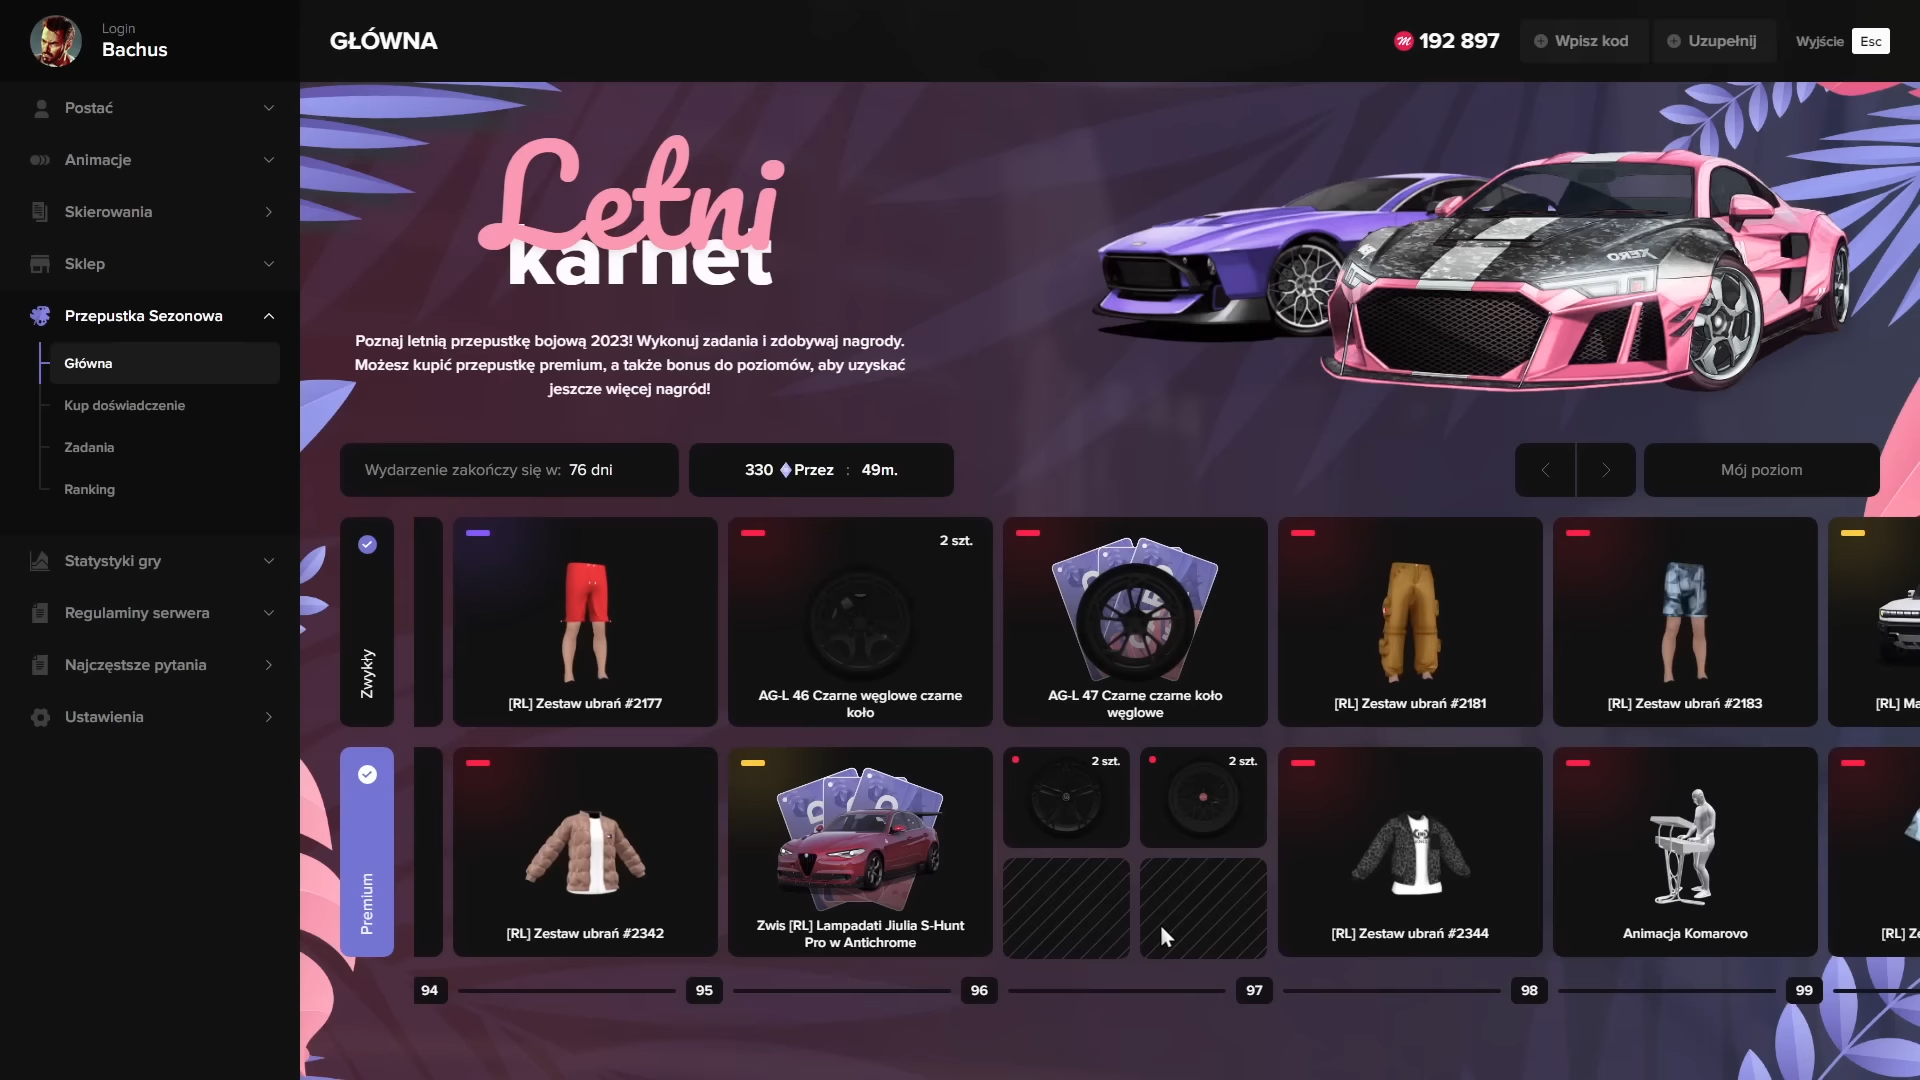 Login
Bachus
GŁÓWNA
192 897
Wpisz kod
Uzupełnij
Wyjście
Esc
Postać
Animacje
Skierowania
Sklep
Przepustka Sezonowa
Główna
Kup doświadczenie
Zadania
Ranking
Statystyki gry
Regulaminy serwera
Najczęstsze pytania
Ustawienia
Letni
karnet
Poznaj letnią przepustkę bojową 2023! Wykonuj zadania i zdobywaj nagrody.
Możesz kupić przepustkę premium, a także bonus do poziomów, aby uzyskać
jeszcze więcej nagród!
XERO
Wydarzenie zakończy się w: 76 dni
330 Przez : 49m.
Mój poziom
Zwykły
[RL] Zestaw ubrań #2177
2 szt.
AG-L 46 Czarne węglowe czarne
koło
AG-L 47 Czarne czarne koło
węglowe
[RL] Zestaw ubrań #2181
[RL] Zestaw ubrań #2183
[RL] Ma
Premium
[RL] Zestaw ubrań #2342
Zwis [RL] Lampadati Jiulia S-Hunt
Pro w Antichrome
2 szt.
2 szt.
[RL] Zestaw ubrań #2344
Animacja Komarovo
[RL] Ze
94
95
96
97
98
99